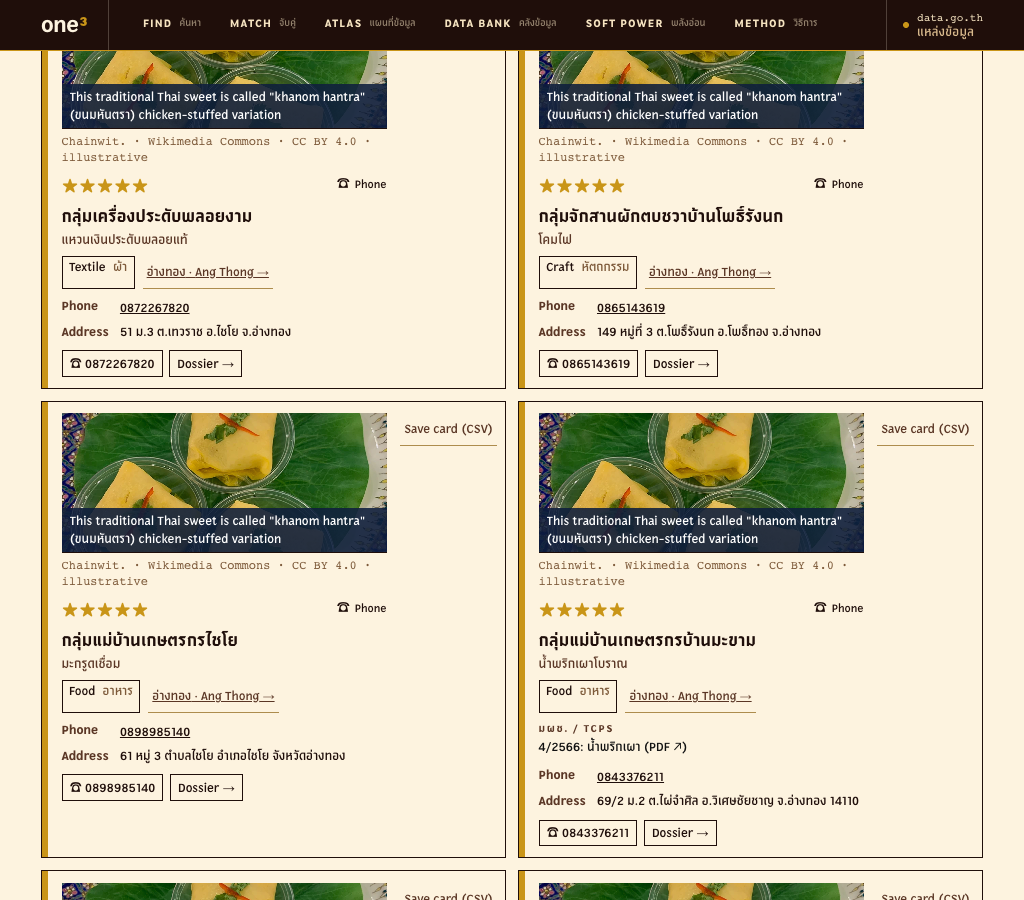 one³
FIND ค้นหา MATCH จับคู่ ATLAS แผนที่ข้อมูล DATA BANK คลังข้อมูล SOFT POWER พลังอ่อน METHOD วิธีการ
data.go.th
แหล่งข้อมูล
This traditional Thai sweet is called "khanom hantra"
(ขนมหันตรา) chicken-stuffed variation
Chainwit. · Wikimedia Commons · CC BY 4.0 ·
illustrative
★★★★★ ☎ Phone
กลุ่มเครื่องประดับพลอยงาม
แหวนเงินประดับพลอยแท้
Textile ผ้า อ่างทอง · Ang Thong →
Phone 0872267820
Address 51 ม.3 ต.เทวราช อ.ไชโย จ.อ่างทอง
☎ 0872267820 Dossier →
This traditional Thai sweet is called "khanom hantra"
(ขนมหันตรา) chicken-stuffed variation
Chainwit. · Wikimedia Commons · CC BY 4.0 ·
illustrative
★★★★★ ☎ Phone
กลุ่มจักสานผักตบชวาบ้านโพธิ์รังนก
โคมไฟ
Craft หัตถกรรม อ่างทอง · Ang Thong →
Phone 0865143619
Address 149 หมู่ที่ 3 ต.โพธิ์รังนก อ.โพธิ์ทอง จ.อ่างทอง
☎ 0865143619 Dossier →
Save card (CSV)
This traditional Thai sweet is called "khanom hantra"
(ขนมหันตรา) chicken-stuffed variation
Chainwit. · Wikimedia Commons · CC BY 4.0 ·
illustrative
★★★★★ ☎ Phone
กลุ่มแม่บ้านเกษตรกรไชโย
มะกรูดเชื่อม
Food อาหาร อ่างทอง · Ang Thong →
Phone 0898985140
Address 61 หมู่ 3 ตำบลไชโย อำเภอไชโย จังหวัดอ่างทอง
☎ 0898985140 Dossier →
Save card (CSV)
This traditional Thai sweet is called "khanom hantra"
(ขนมหันตรา) chicken-stuffed variation
Chainwit. · Wikimedia Commons · CC BY 4.0 ·
illustrative
★★★★★ ☎ Phone
กลุ่มแม่บ้านเกษตรกรบ้านมะขาม
น้ำพริกเผาโบราณ
Food อาหาร อ่างทอง · Ang Thong →
มผช. / TCPS
4/2566: น้ำพริกเผา (PDF ↗)
Phone 0843376211
Address 69/2 ม.2 ต.ไผ่จำศิล อ.วิเศษชัยชาญ จ.อ่างทอง 14110
☎ 0843376211 Dossier →
Save card (CSV)
Save card (CSV)